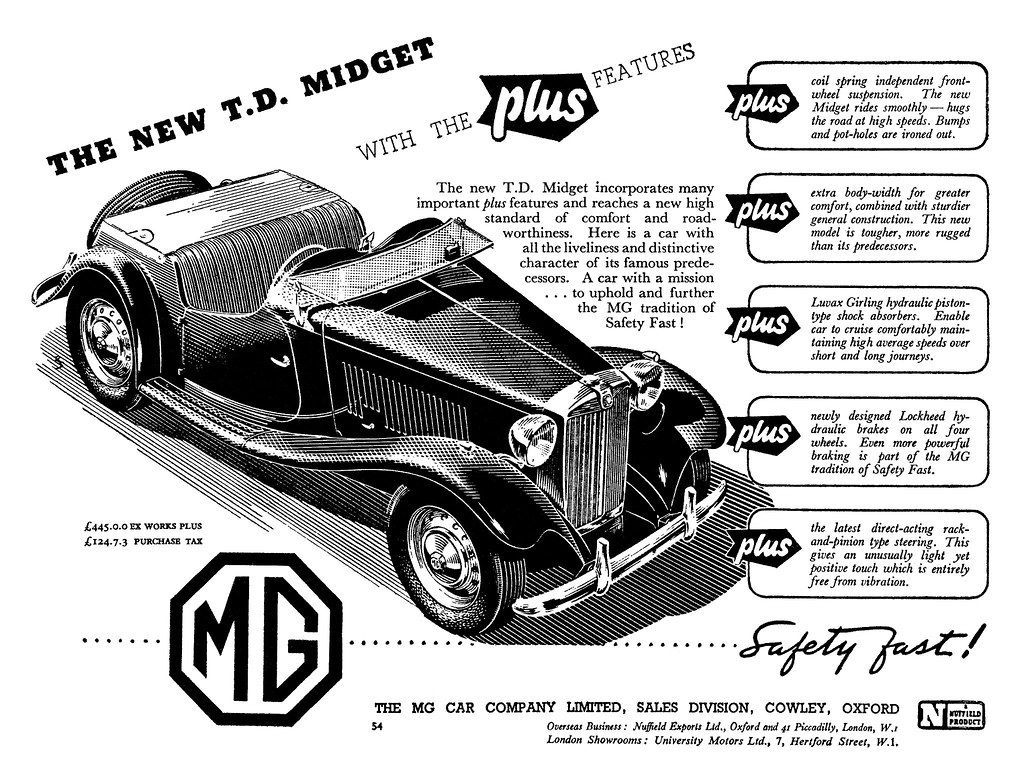 THE NEW T.D. MIDGET
WITH THE plus FEATURES
The new T.D. Midget incorporates many
important plus features and reaches a new high
standard of comfort and road-
worthiness. Here is a car with
all the liveliness and distinctive
character of its famous prede-
cessors. A car with a mission
. . . to uphold and further
the MG tradition of
Safety Fast !
plus
coil spring independent front-
wheel suspension. The new
Midget rides smoothly — hugs
the road at high speeds. Bumps
and pot-holes are ironed out.
plus
extra body-width for greater
comfort, combined with sturdier
general construction. This new
model is tougher, more rugged
than its predecessors.
plus
Luvax Girling hydraulic piston-
type shock absorbers. Enable
car to cruise comfortably main-
taining high average speeds over
short and long journeys.
plus
newly designed Lockheed hy-
draulic brakes on all four
wheels. Even more powerful
braking is part of the MG
tradition of Safety Fast.
plus
the latest direct-acting rack-
and-pinion type steering. This
gives an unusually light yet
positive touch which is entirely
free from vibration.
£445.0.0 EX WORKS PLUS
£124.7.3 PURCHASE TAX
MG
Safety fast!
THE MG CAR COMPANY LIMITED, SALES DIVISION, COWLEY, OXFORD
54
Overseas Business : Nuffield Exports Ltd., Oxford and 41 Piccadilly, London, W.1
London Showrooms : University Motors Ltd., 7, Hertford Street, W.1.
N
A
NUFFIELD
PRODUCT